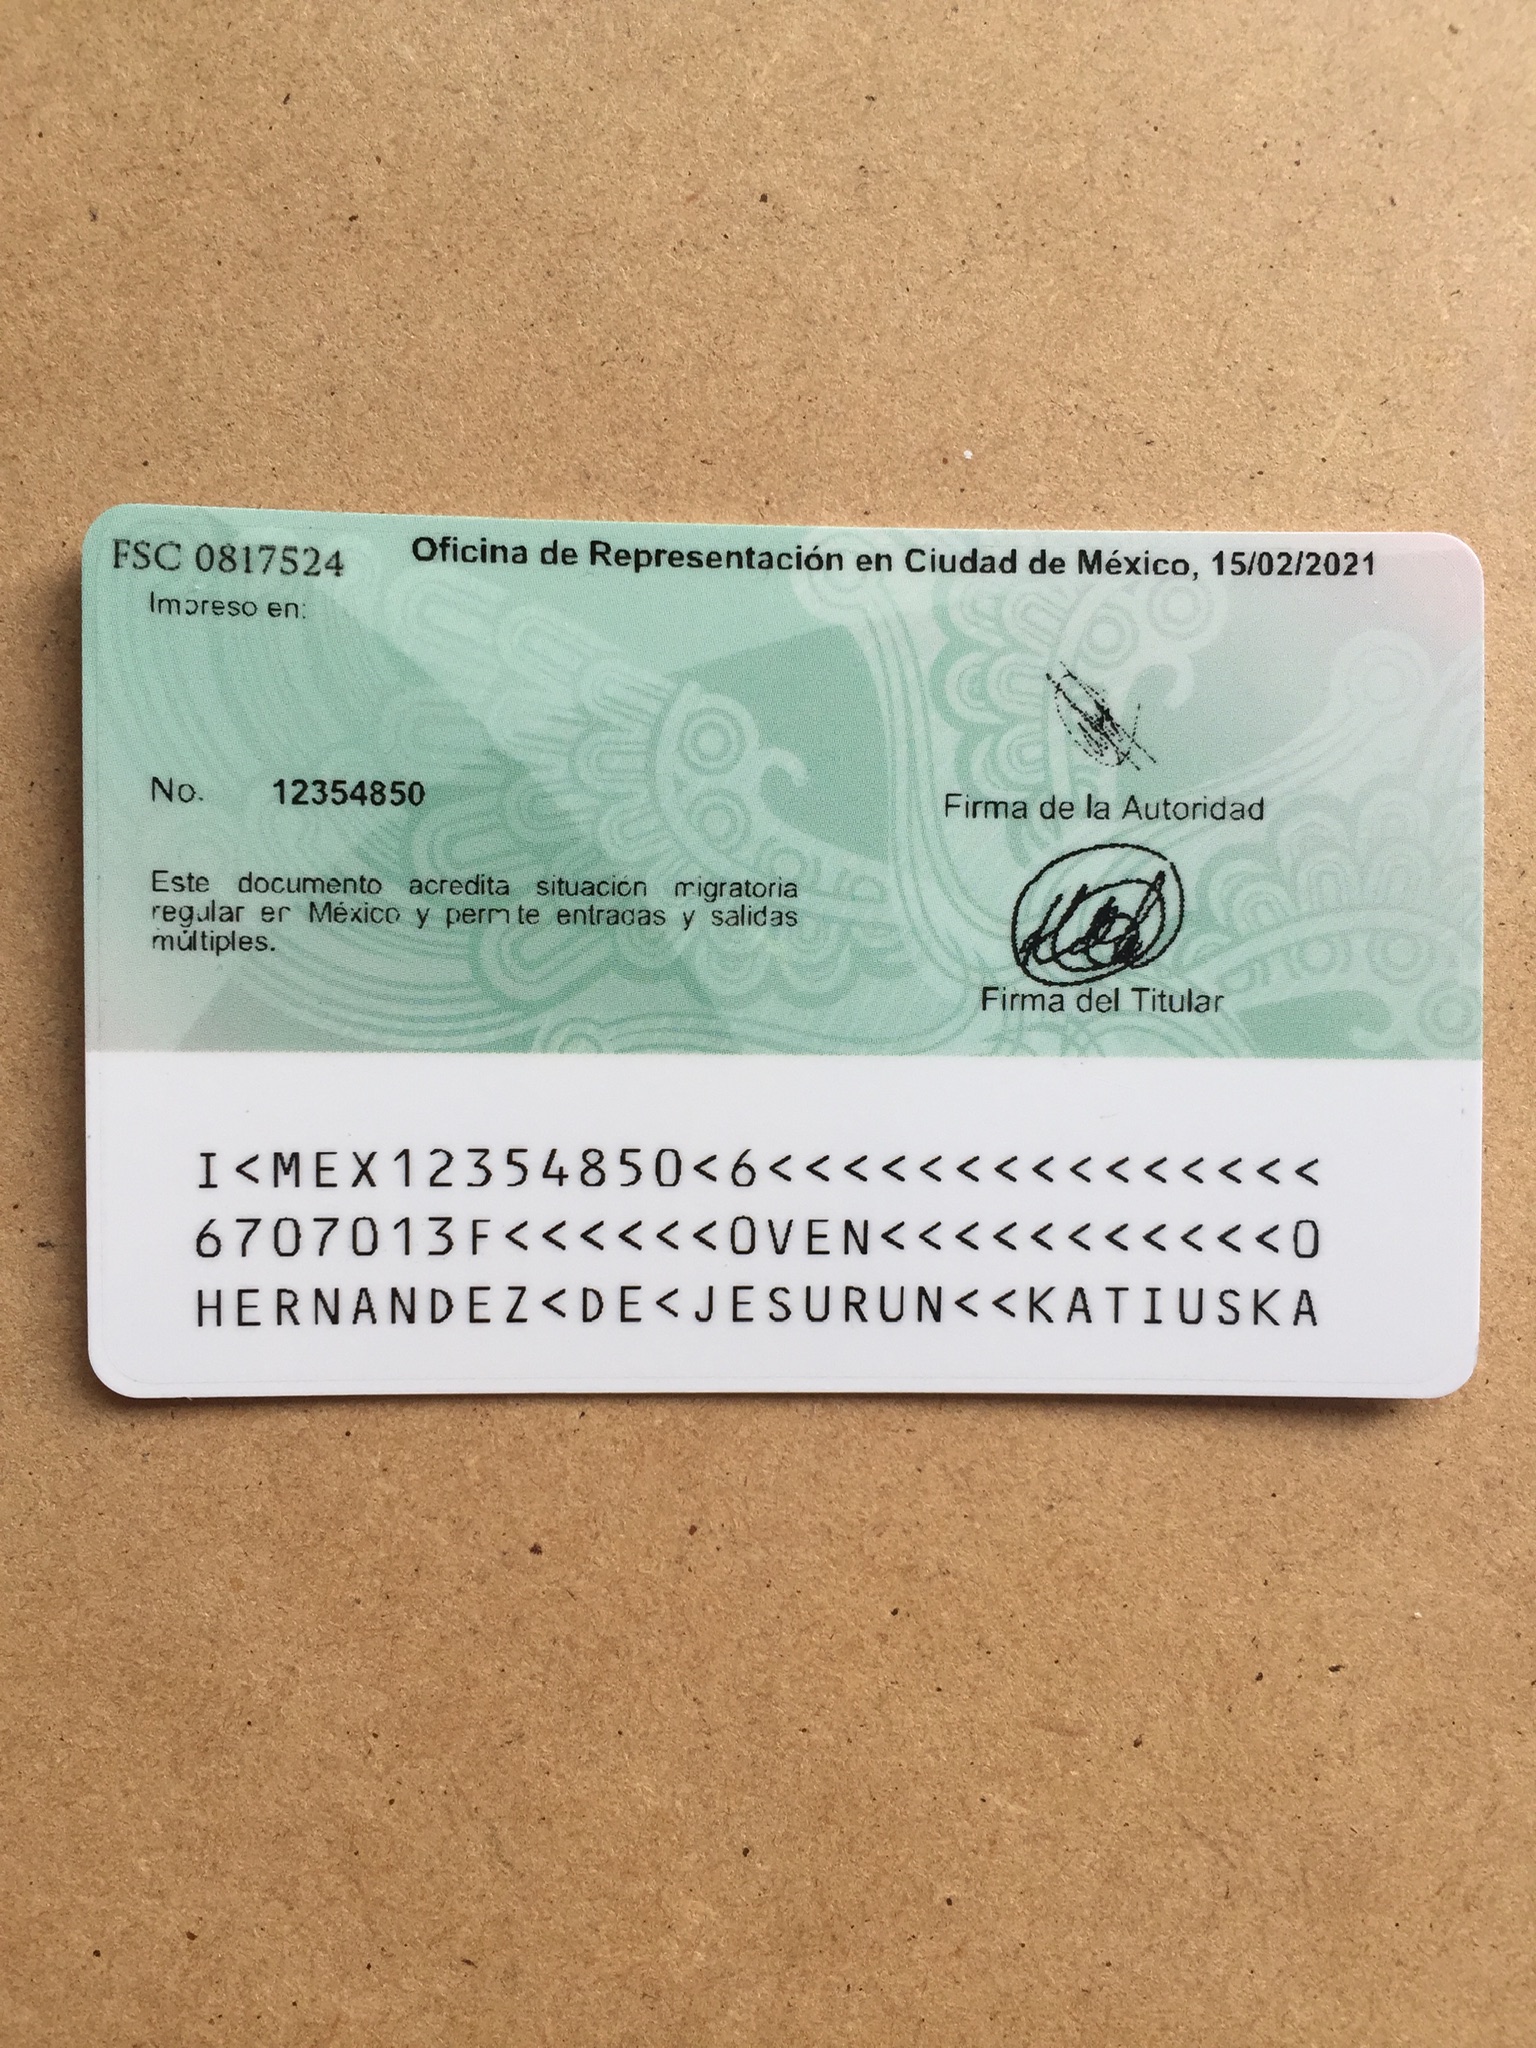 FSC 0817524
Oficina de Representación en Ciudad de México, 15/02/2021
Impreso en:
No. 12354850
Firma de la Autoridad
Este documento acredita situación migratoria
regular en México y permite entradas y salidas
múltiples.
Firma del Titular
I<MEX12354850<6<<<<<<<<<<<<<<<
6707013F<<<<<<OVEN<<<<<<<<<<<0
HERNANDEZ<DE<JESURUN<<KATIUSKA